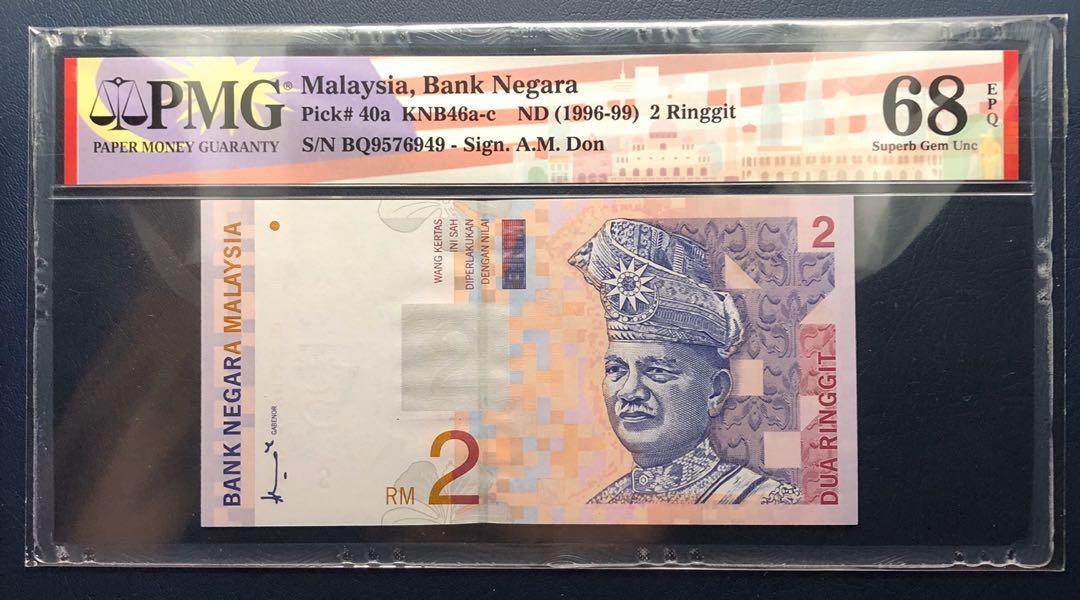 PMG®
PAPER MONEY GUARANTY
Malaysia, Bank Negara
Pick# 40a KNB46a-c ND (1996-99) 2 Ringgit
S/N BQ9576949 - Sign. A.M. Don
68
EPQ
Superb Gem Unc
BANK NEGARA MALAYSIA
GABENOR
WANG KERTAS
INI SAH
DIPERLAKUKAN
DENGAN NILAI
2
RM 2
2
DUA RINGGIT